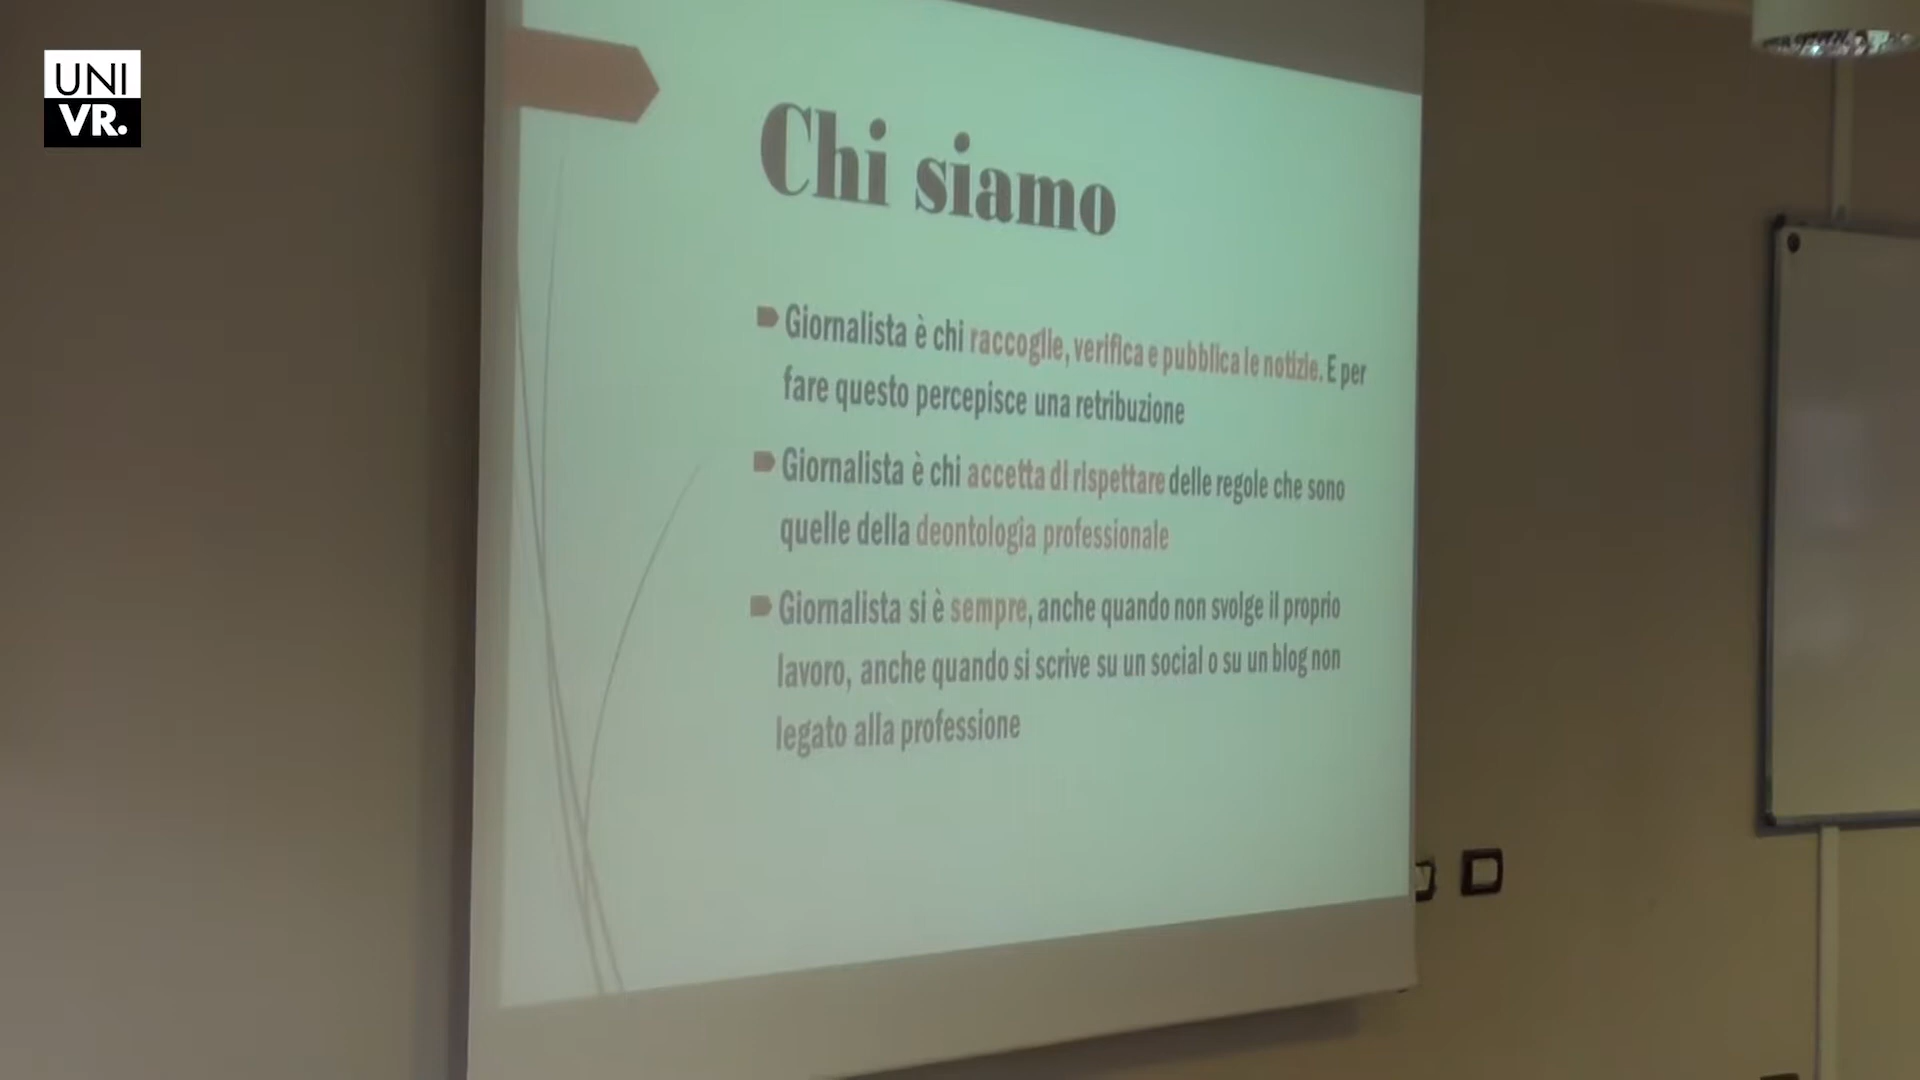 UNI
VR.
Chi siamo
Giornalista è chi raccoglie, verifica e pubblica le notizie. E per
fare questo percepisce una retribuzione
Giornalista è chi accetta di rispettare delle regole che sono
quelle della deontologia professionale
Giornalista si è sempre, anche quando non svolge il proprio
lavoro, anche quando si scrive su un social o su un blog non
legato alla professione